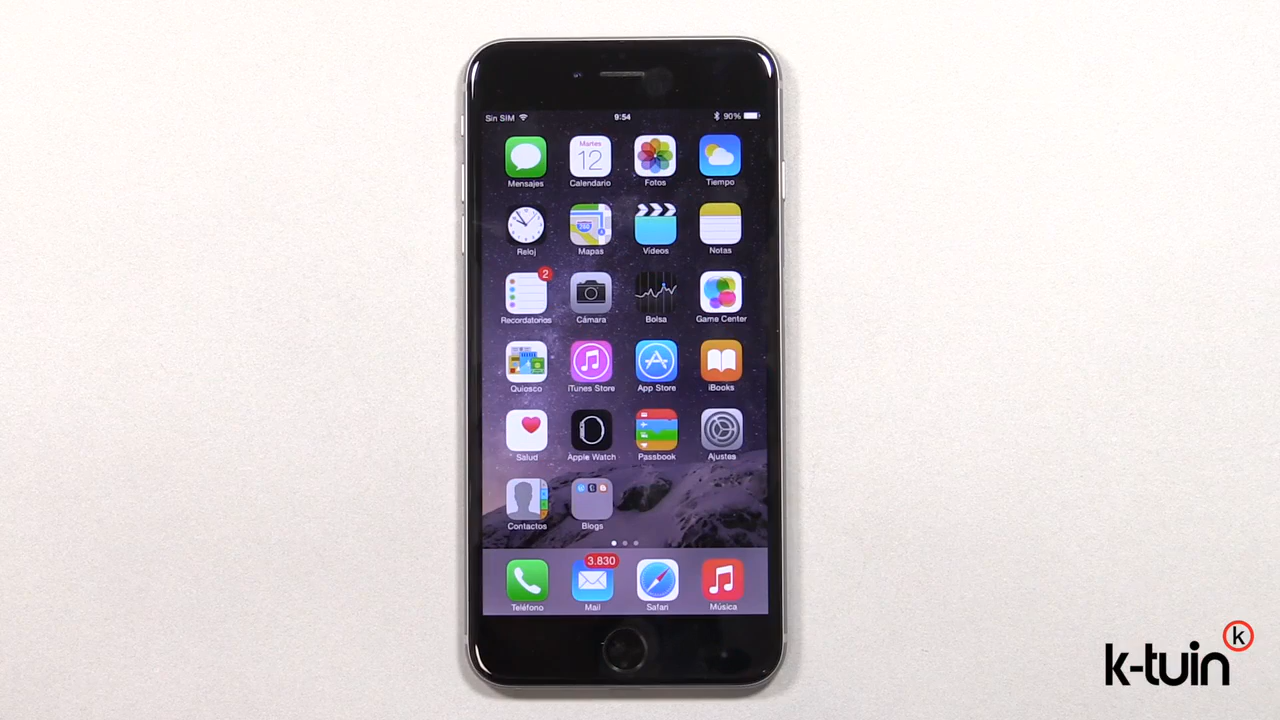 Sin SIM 9:54 90%
Martes
12
Mensajes Calendario Fotos Tiempo
280
Reloj Mapas Vídeos Notas
2
Recordatorios Cámara Bolsa Game Center
Quiosco iTunes Store App Store iBooks
Salud Apple Watch Passbook Ajustes
Contactos Blogs
3.830
Teléfono Mail Safari Música
k
k-tuin